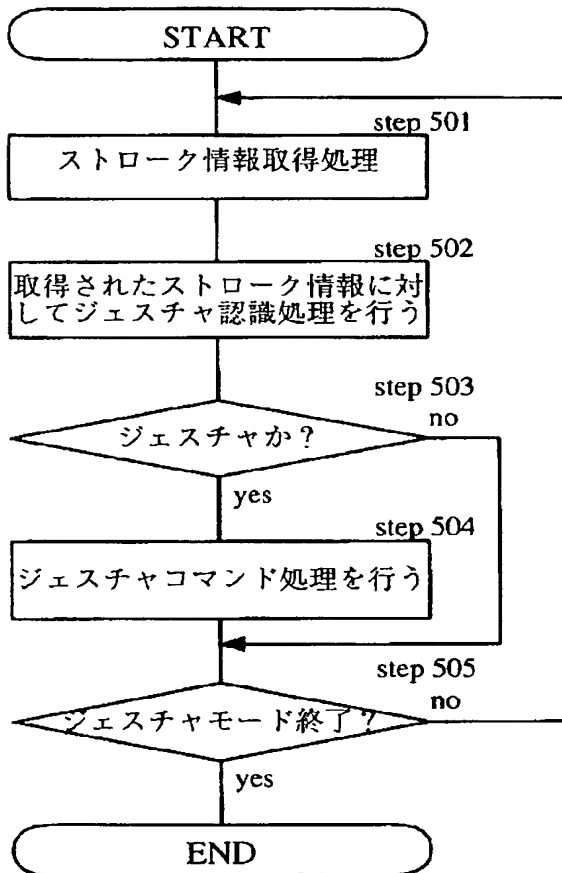 START
step 501
ストローク情報取得処理
step 502
取得されたストローク情報に対
してジェスチャ認識処理を行う
step 503
ジェスチャか?
no
yes
step 504
ジェスチャコマンド処理を行う
step 505
ジェスチャモード終了?
no
yes
END